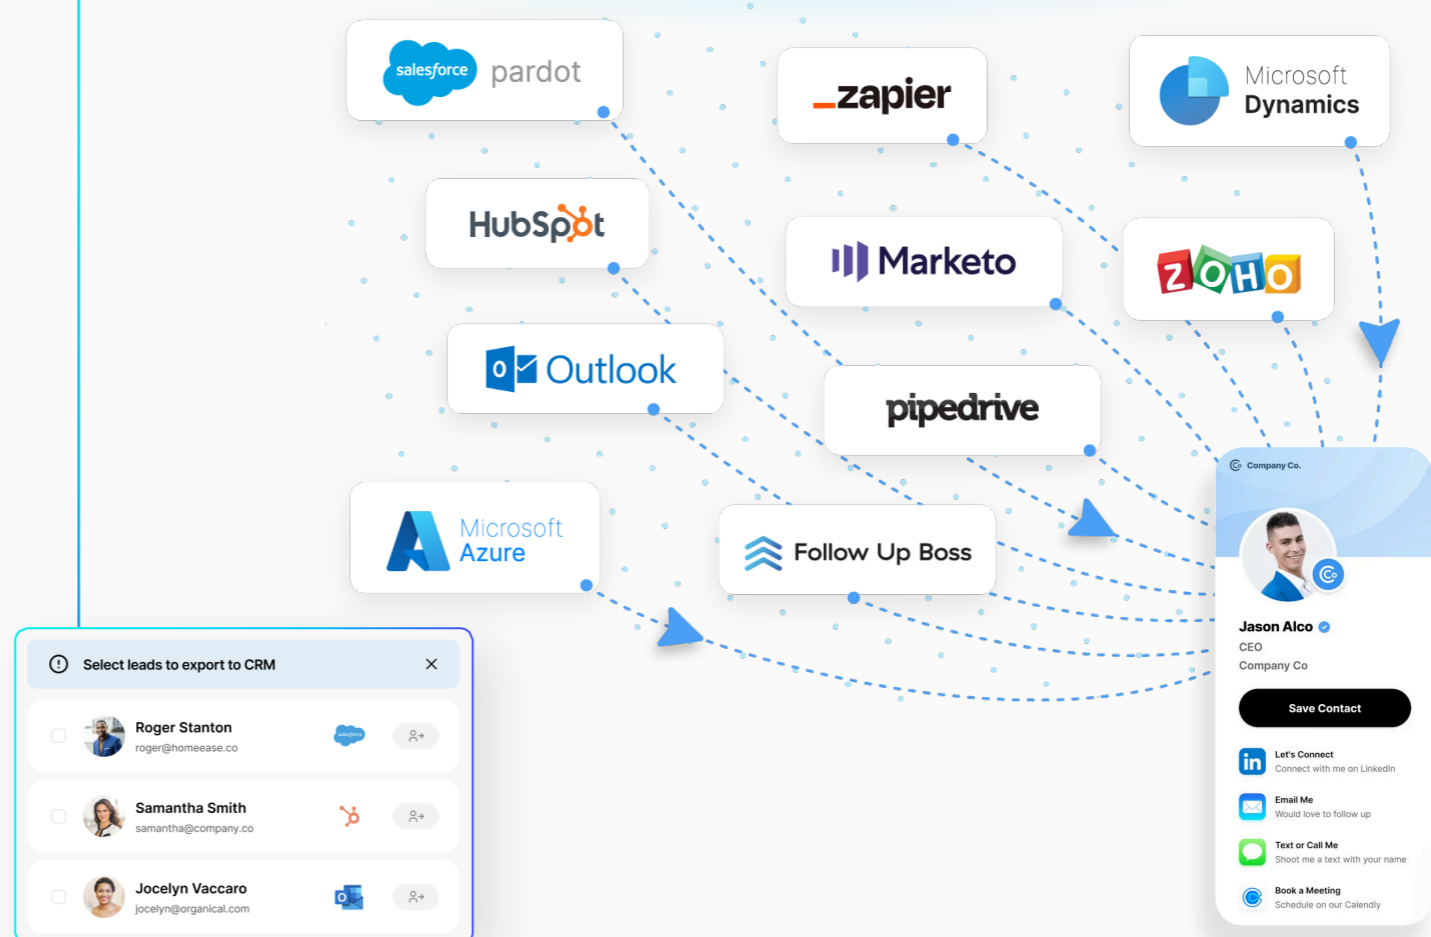 salesforce pardot
zapier
Microsoft
Dynamics
HubSpot
Marketo
ZOHO
Outlook
pipedrive
Microsoft
Azure
Follow Up Boss
Select leads to export to CRM
Roger Stanton
roger@homeease.co
salesforce
Samantha Smith
samantha@company.co
Jocelyn Vaccaro
jocelyn@organical.com
Company Co.
Jason Alco
CEO
Company Co
Save Contact
Let's Connect
Connect with me on LinkedIn
Email Me
Would love to follow up
Text or Call Me
Shoot me a text with your name
Book a Meeting
Schedule on our Calendly